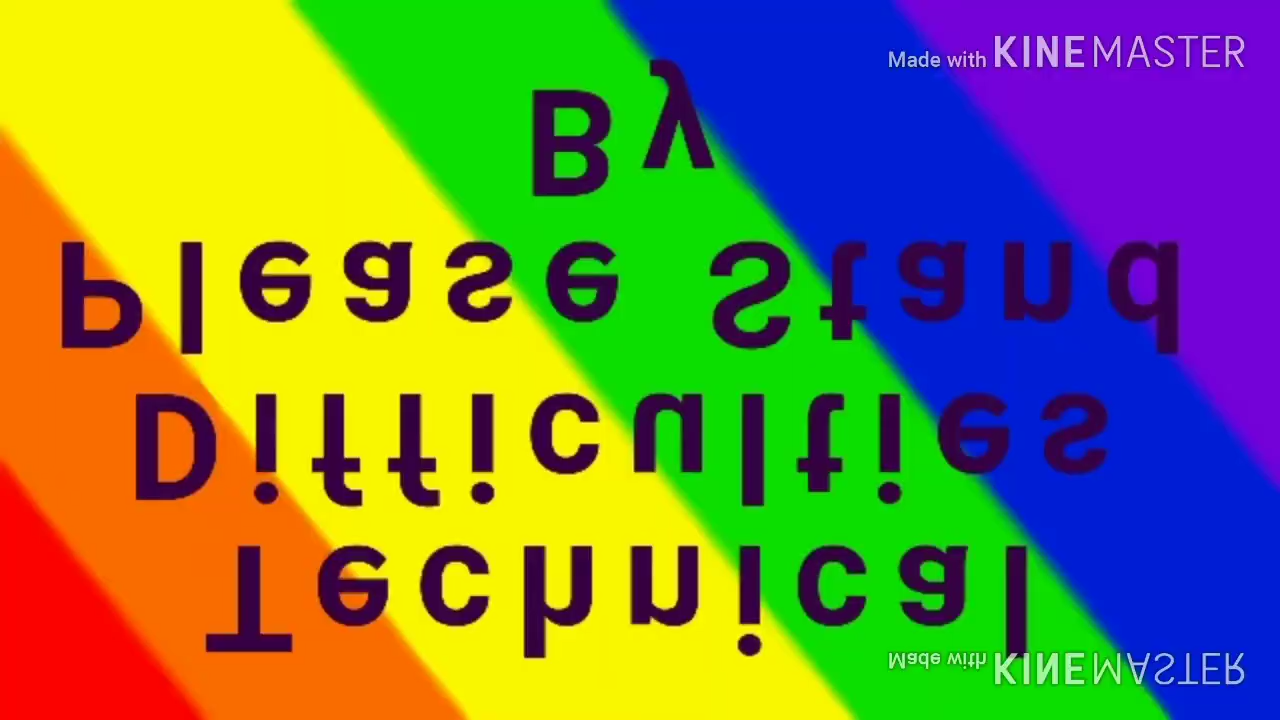 Made with KINEMASTER
Technical
Difficulties
Please Stand
By
Made with KINEMASTER